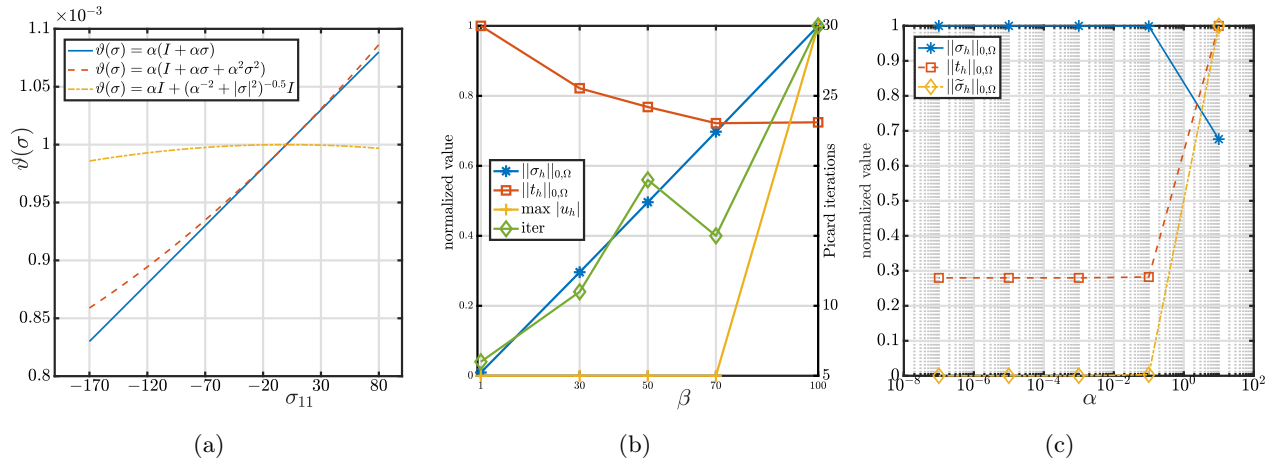 ×10⁻³
1.1
1.05
1
0.95
0.9
0.85
0.8
ϑ(σ)
ϑ(σ) = α(I + ασ)
ϑ(σ) = α(I + ασ + α²σ²)
ϑ(σ) = αI + (α⁻² + |σ|²)⁻⁰·⁵I
−170 −120 −70 −20 30 80
σ₁₁
(a)
1
0.8
0.6
0.4
0.2
0
normalized value
||σₕ||₀,Ω
||tₕ||₀,Ω
max |uₕ|
iter
30
25
10
5
Picard iterations
1 30 50 70 100
β
(b)
1
0.9
0.8
0.7
0.6
0.5
0.4
0.3
0.2
0.1
0
normalized value
||σₕ||₀,Ω
||tₕ||₀,Ω
||σ̃ₕ||₀,Ω
10⁻⁸ 10⁻⁶ 10⁻⁴ 10⁻² 10⁰ 10²
α
(c)